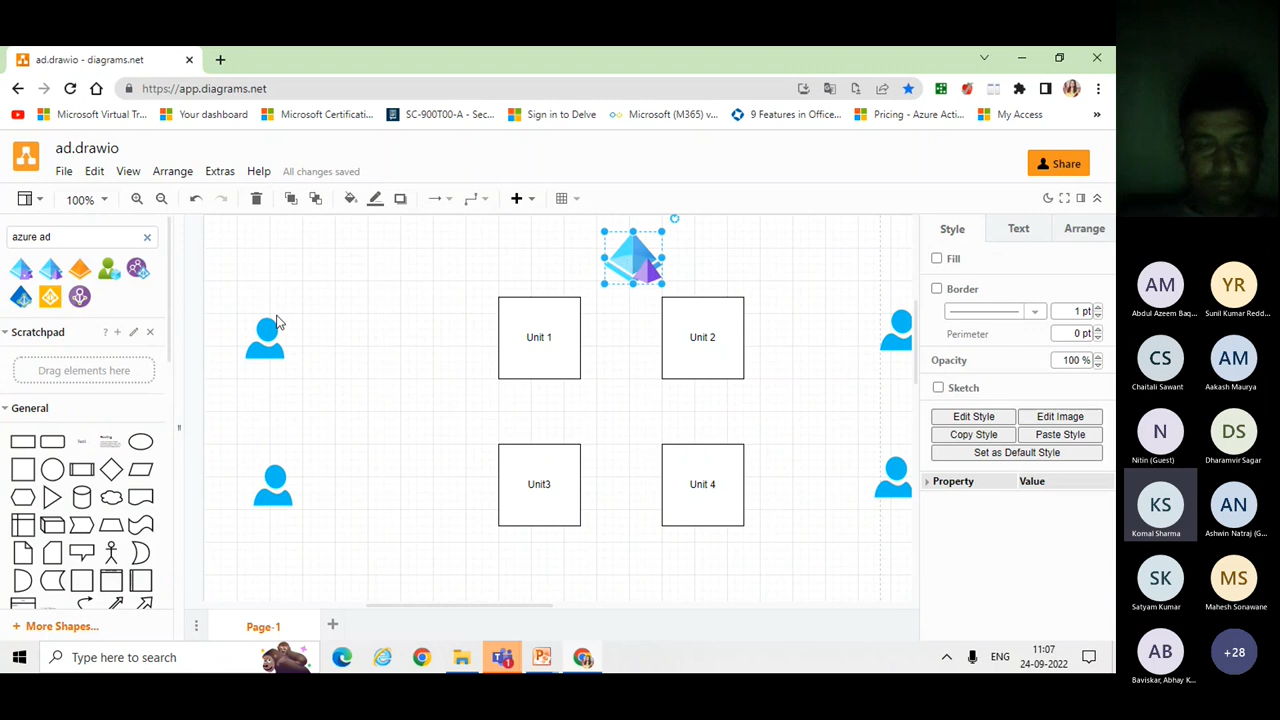 ad.drawio - diagrams.net
https://app.diagrams.net
Microsoft Virtual Tr...
Your dashboard
Microsoft Certificati...
SC-900T00-A - Sec...
Sign in to Delve
Microsoft (M365) v...
9 Features in Office...
Pricing - Azure Acti...
My Access
»
ad.drawio
File
Edit
View
Arrange
Extras
Help
All changes saved
Share
100%
azure ad
Scratchpad
?
Drag elements here
General
Text
More Shapes...
Unit 1
Unit 2
Unit3
Unit 4
Style
Text
Arrange
Fill
Border
1 pt
Perimeter
0 pt
Opacity
100 %
Sketch
Edit Style
Edit Image
Copy Style
Paste Style
Set as Default Style
Property
Value
Page-1
Type here to search
1
ENG
11:07
24-09-2022
AM
Abdul Azeem Baq...
YR
Sunil Kumar Redd...
CS
Chaitali Sawant
AM
Aakash Maurya
N
Nitin (Guest)
DS
Dharamvir Sagar
KS
Komal Sharma
AN
Ashwin Natraj (G...
SK
Satyam Kumar
MS
Mahesh Sonawane
AB
Baviskar, Abhay K...
+28